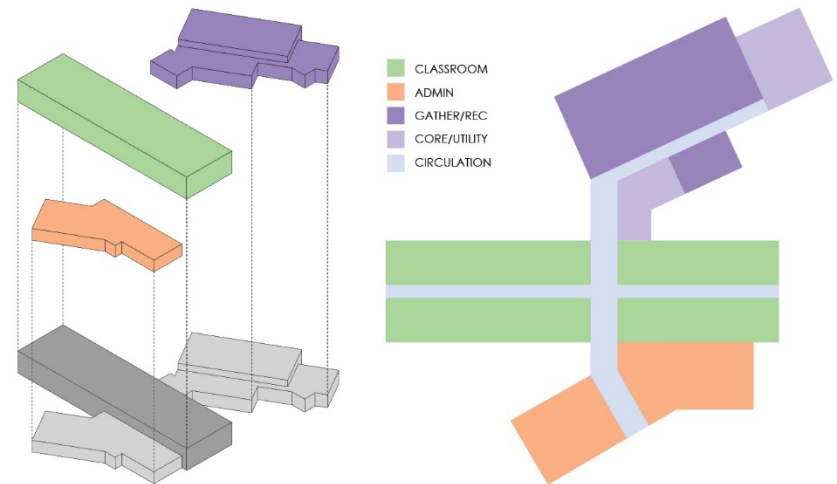 CLASSROOM
ADMIN
GATHER/REC
CORE/UTILITY
CIRCULATION